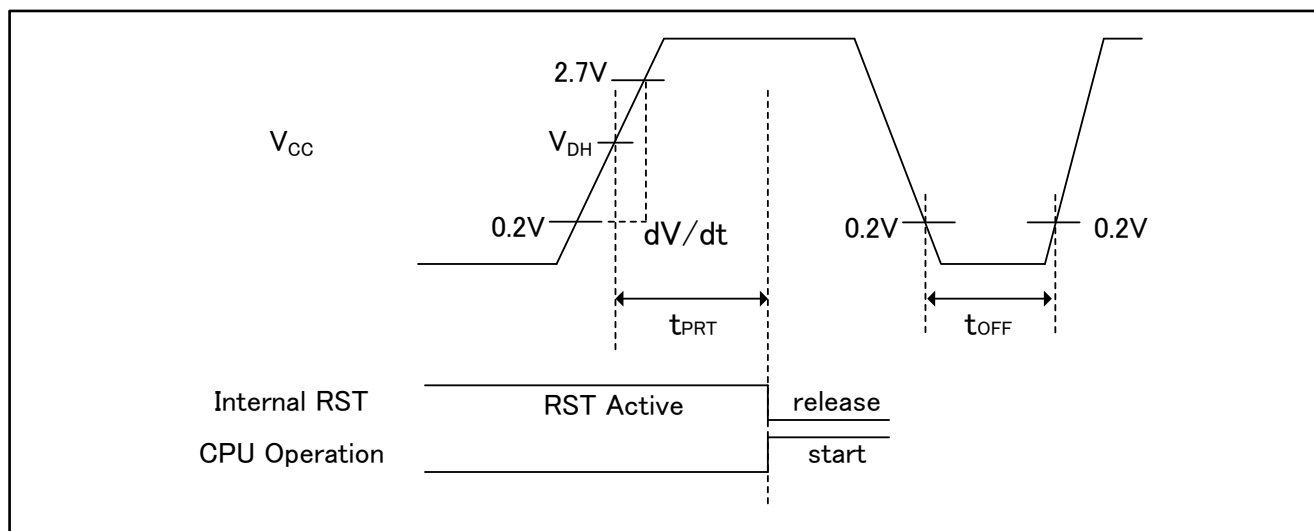 2.7V
VCC
VDH
0.2V
dV/dt
0.2V
0.2V
tPRT
tOFF
Internal RST
RST Active
release
CPU Operation
start